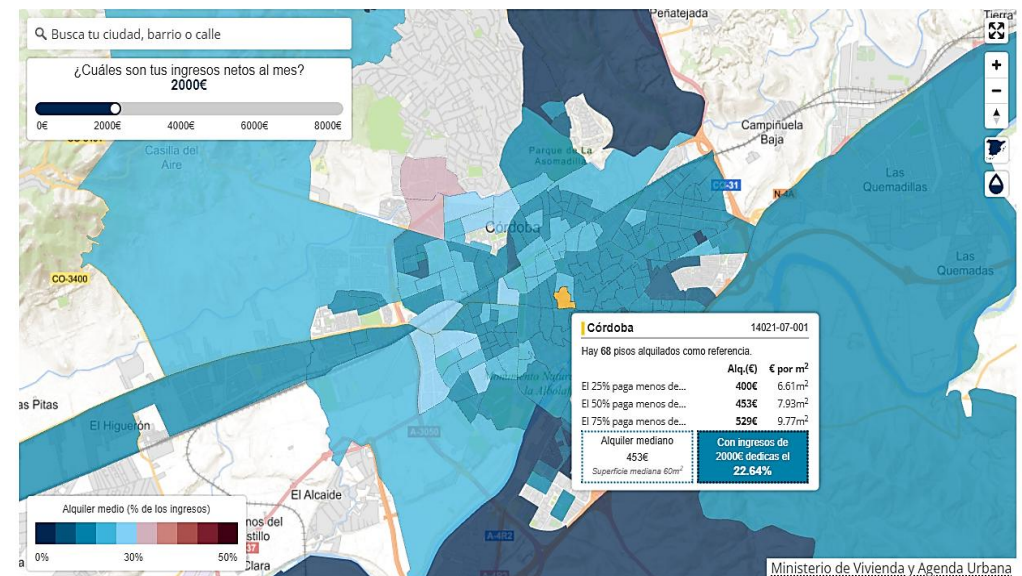 Busca tu ciudad, barrio o calle
¿Cuáles son tus ingresos netos al mes?
2000€
0€ 2000€ 4000€ 6000€ 8000€
Peñatejada
Tierra
Casilla del
Aire
Campiñuela
Baja
Parque de La
Asomadilla
CO-31
N-4A
Las
Quemadillas
Córdoba
Las
Quemadas
CO-3400
Córdoba 14021-07-001
Hay 68 pisos alquilados como referencia.
Alq.(€) € por m²
El 25% paga menos de... 400€ 6.61m²
El 50% paga menos de... 453€ 7.93m²
El 75% paga menos de... 529€ 9.77m²
Alquiler mediano
453€
Superficie mediana 60m²
Con ingresos de
2000€ dedicas el
22.64%
as Pitas
El Higuerón
A-3050
El Alcaide
Alquiler medio (% de los ingresos)
0% 30% 50%
nos del
stillo
37
Clara
A-4R2
Ministerio de Vivienda y Agenda Urbana